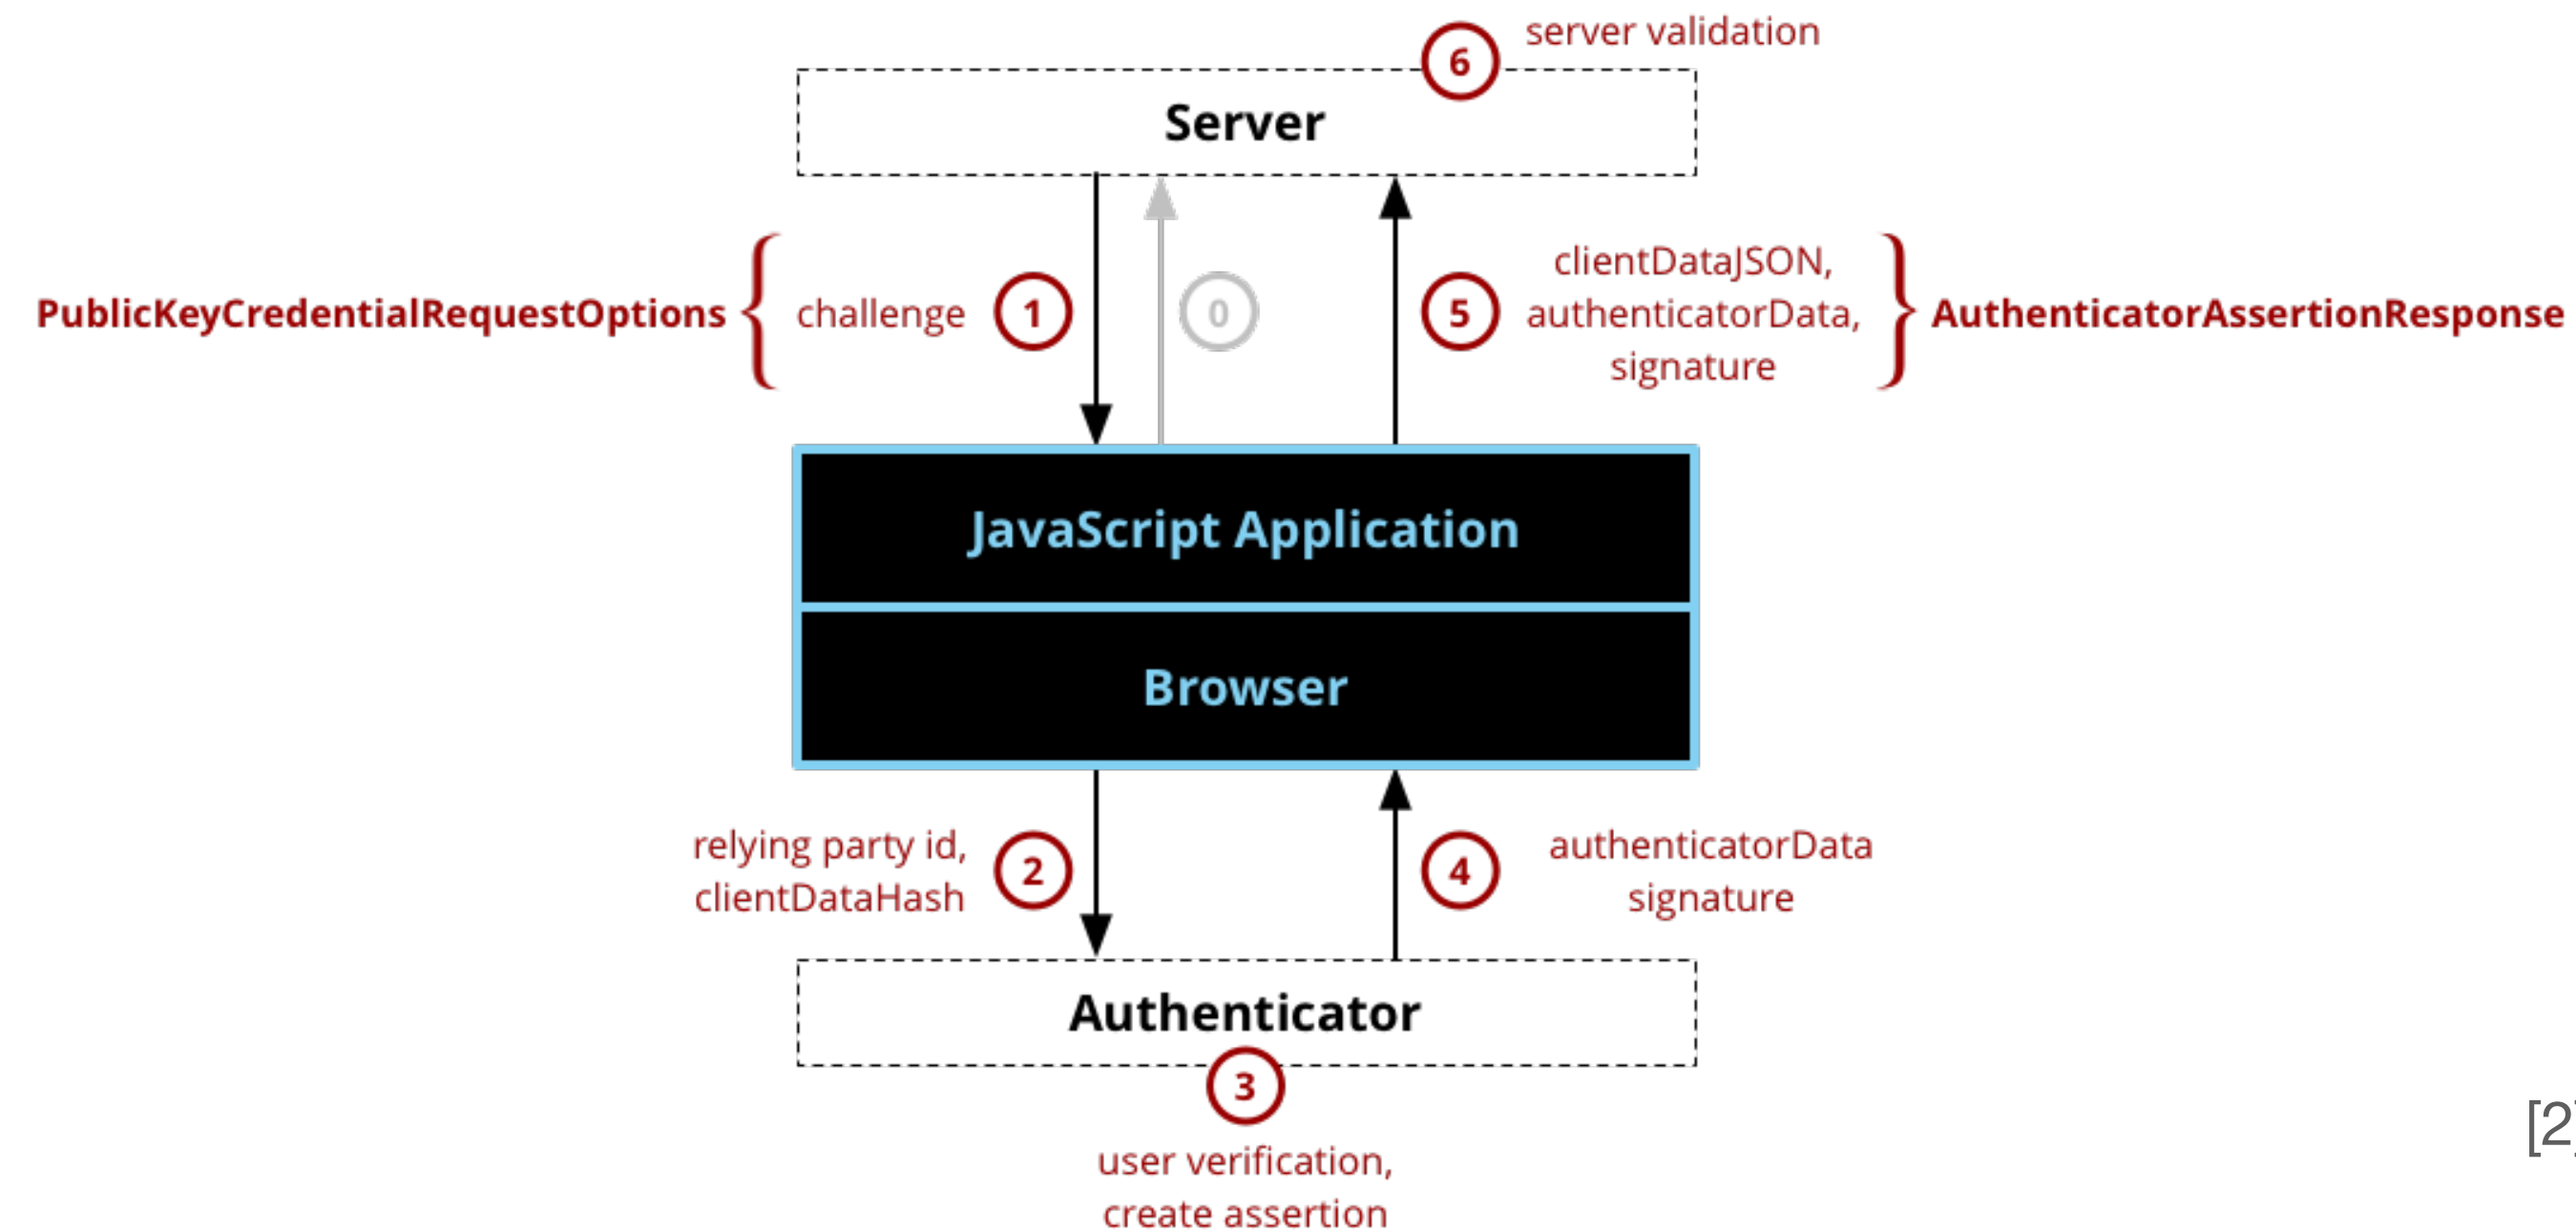 6
server validation
Server
PublicKeyCredentialRequestOptions
challenge
1
0
5
clientDataJSON,
authenticatorData,
signature
AuthenticatorAssertionResponse
JavaScript Application
Browser
relying party id,
clientDataHash
2
4
authenticatorData
signature
Authenticator
3
user verification,
create assertion
[2]